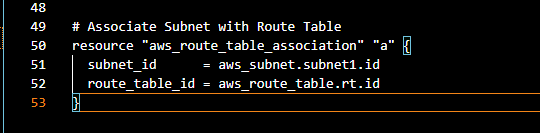 48
49 # Associate Subnet with Route Table
50 resource "aws_route_table_association" "a" {
51   subnet_id      = aws_subnet.subnet1.id
52   route_table_id = aws_route_table.rt.id
53 }